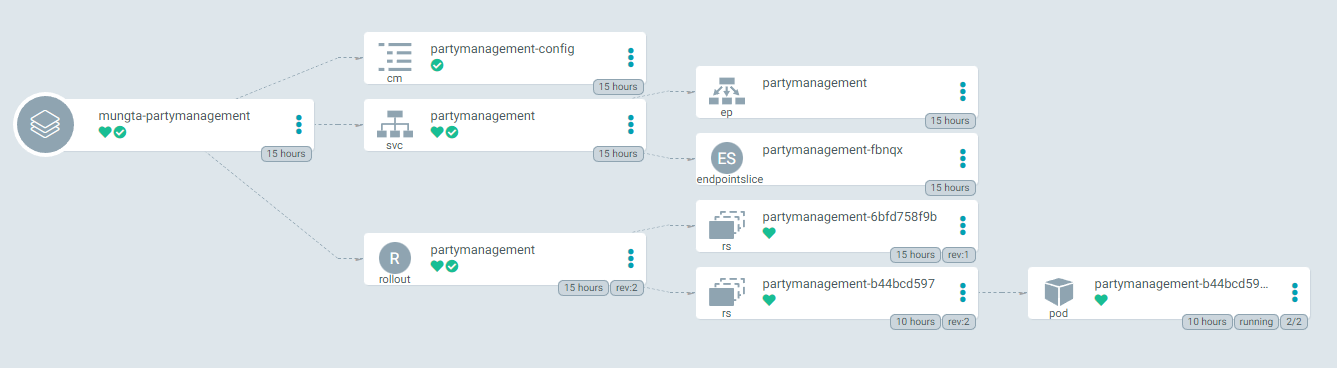 mungta-partymanagement
15 hours
partymanagement-config
cm
15 hours
partymanagement
svc
15 hours
R
rollout
partymanagement
15 hours
rev:2
partymanagement
ep
15 hours
ES
endpointslice
partymanagement-fbnqx
15 hours
partymanagement-6bfd758f9b
rs
15 hours
rev:1
partymanagement-b44bcd597
rs
10 hours
rev:2
partymanagement-b44bcd59...
pod
10 hours
running
2/2